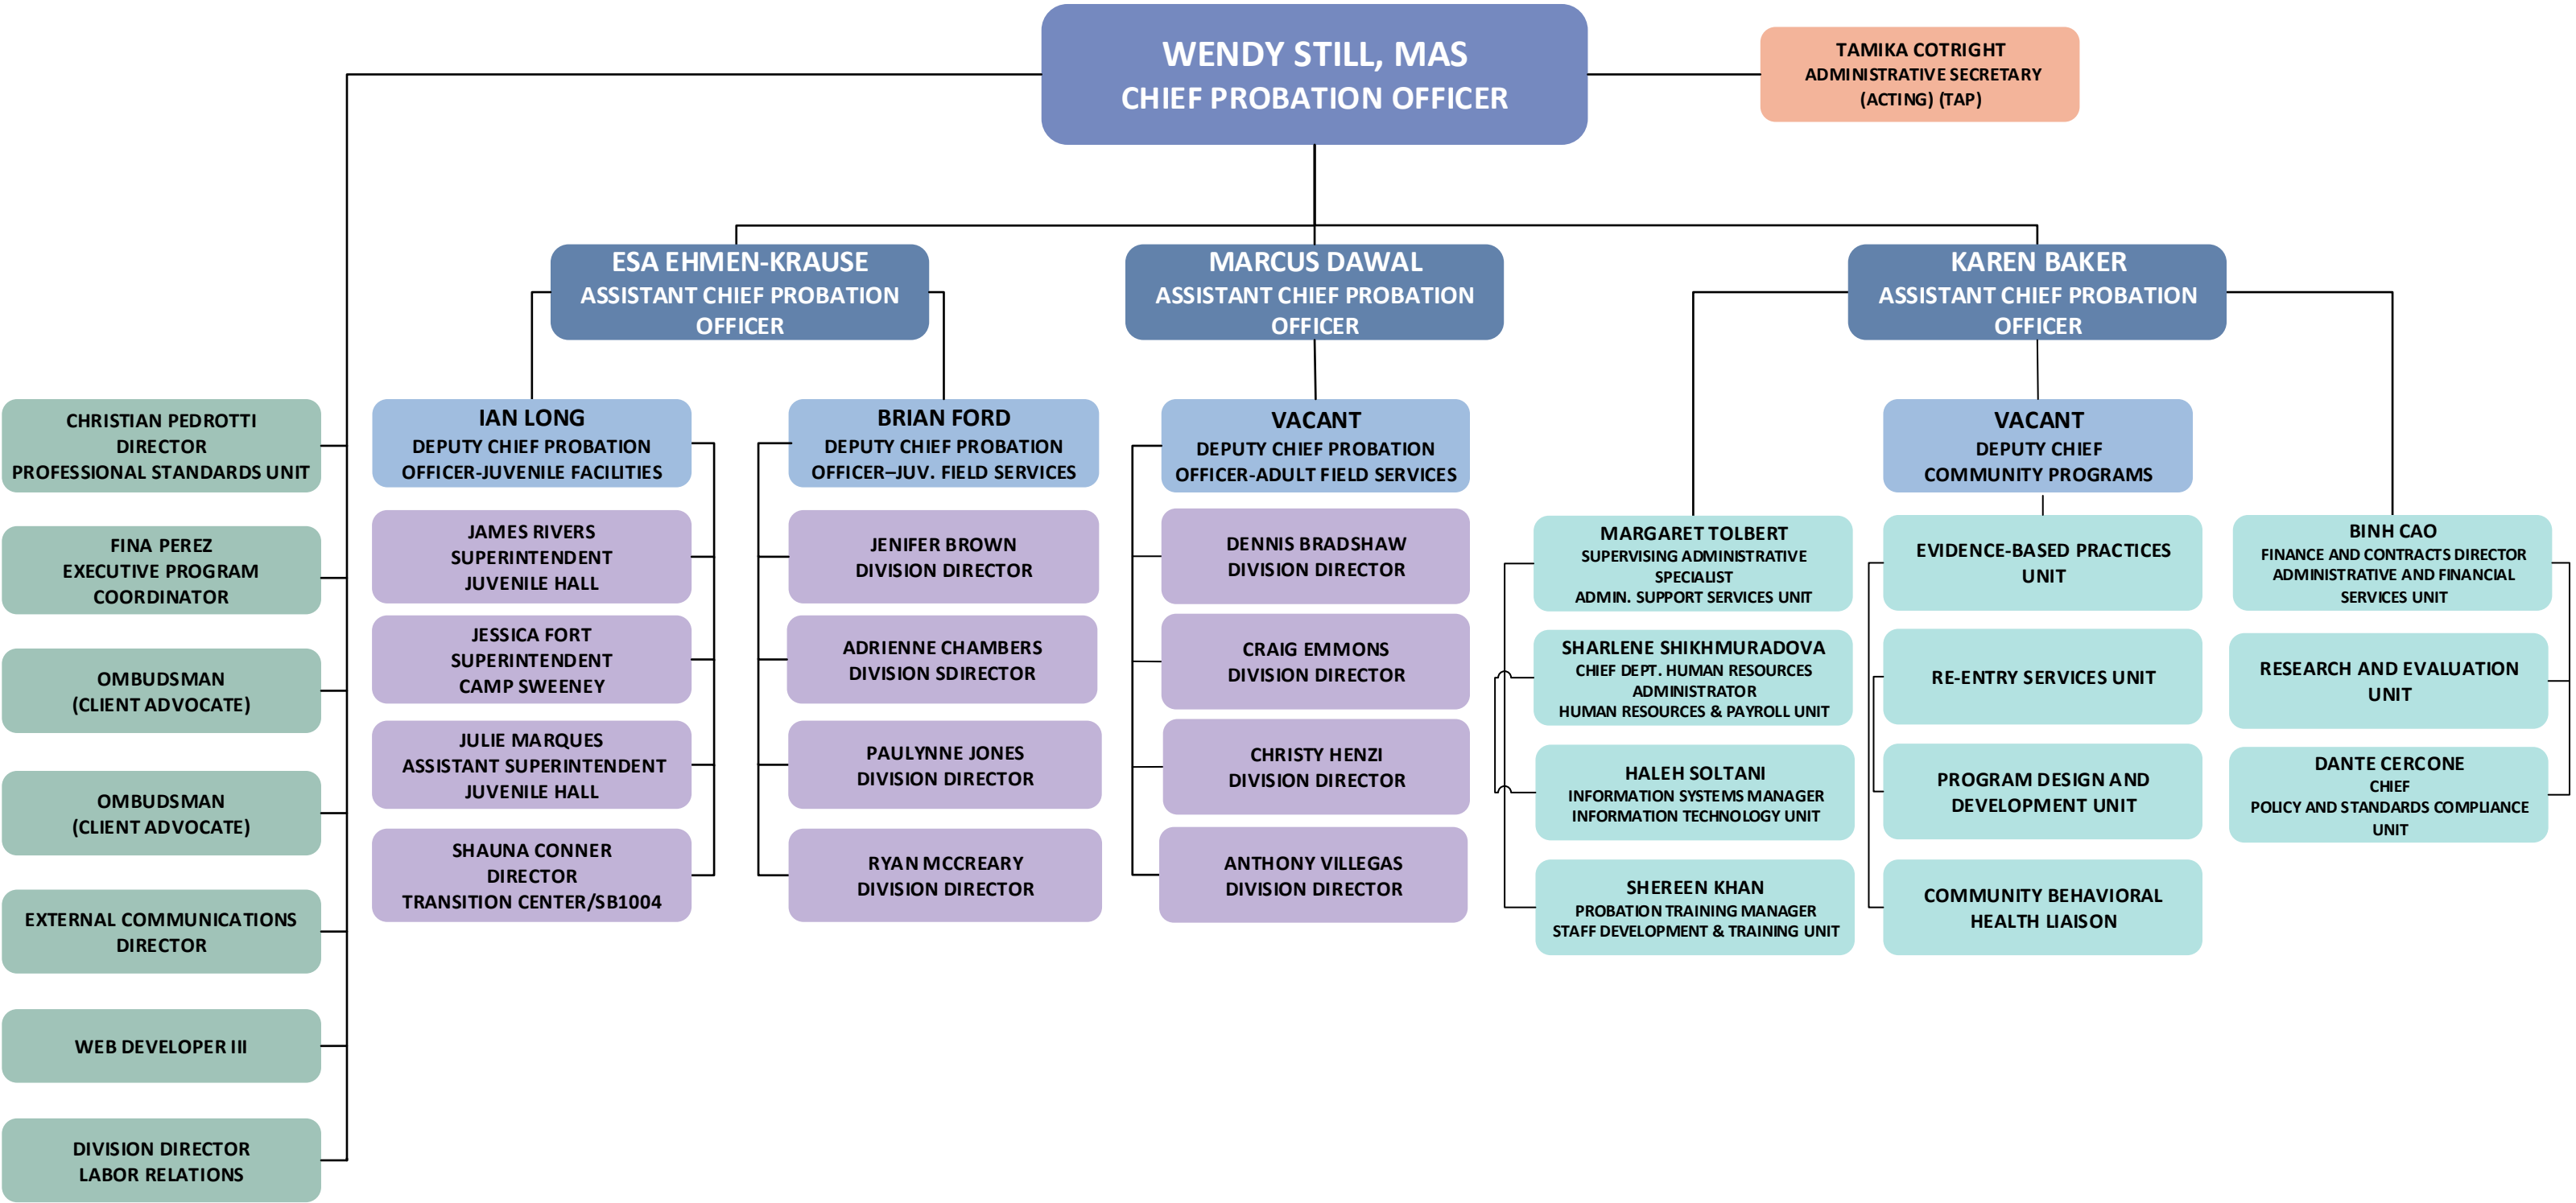 WENDY STILL, MAS
CHIEF PROBATION OFFICER
TAMIKA COTRIGHT
ADMINISTRATIVE SECRETARY
(ACTING) (TAP)
ESA EHMEN-KRAUSE
ASSISTANT CHIEF PROBATION
OFFICER
MARCUS DAWAL
ASSISTANT CHIEF PROBATION
OFFICER
KAREN BAKER
ASSISTANT CHIEF PROBATION
OFFICER
CHRISTIAN PEDROTTI
DIRECTOR
PROFESSIONAL STANDARDS UNIT
FINA PEREZ
EXECUTIVE PROGRAM
COORDINATOR
OMBUDSMAN
(CLIENT ADVOCATE)
OMBUDSMAN
(CLIENT ADVOCATE)
EXTERNAL COMMUNICATIONS
DIRECTOR
WEB DEVELOPER III
DIVISION DIRECTOR
LABOR RELATIONS
IAN LONG
DEPUTY CHIEF PROBATION
OFFICER-JUVENILE FACILITIES
JAMES RIVERS
SUPERINTENDENT
JUVENILE HALL
JESSICA FORT
SUPERINTENDENT
CAMP SWEENEY
JULIE MARQUES
ASSISTANT SUPERINTENDENT
JUVENILE HALL
SHAUNA CONNER
DIRECTOR
TRANSITION CENTER/SB1004
BRIAN FORD
DEPUTY CHIEF PROBATION
OFFICER–JUV. FIELD SERVICES
JENIFER BROWN
DIVISION DIRECTOR
ADRIENNE CHAMBERS
DIVISION SDIRECTOR
PAULYNNE JONES
DIVISION DIRECTOR
RYAN MCCREARY
DIVISION DIRECTOR
VACANT
DEPUTY CHIEF PROBATION
OFFICER-ADULT FIELD SERVICES
DENNIS BRADSHAW
DIVISION DIRECTOR
CRAIG EMMONS
DIVISION DIRECTOR
CHRISTY HENZI
DIVISION DIRECTOR
ANTHONY VILLEGAS
DIVISION DIRECTOR
MARGARET TOLBERT
SUPERVISING ADMINISTRATIVE
SPECIALIST
ADMIN. SUPPORT SERVICES UNIT
SHARLENE SHIKHMURADOVA
CHIEF DEPT. HUMAN RESOURCES
ADMINISTRATOR
HUMAN RESOURCES & PAYROLL UNIT
HALEH SOLTANI
INFORMATION SYSTEMS MANAGER
INFORMATION TECHNOLOGY UNIT
SHEREEN KHAN
PROBATION TRAINING MANAGER
STAFF DEVELOPMENT & TRAINING UNIT
VACANT
DEPUTY CHIEF
COMMUNITY PROGRAMS
EVIDENCE-BASED PRACTICES
UNIT
RE-ENTRY SERVICES UNIT
PROGRAM DESIGN AND
DEVELOPMENT UNIT
COMMUNITY BEHAVIORAL
HEALTH LIAISON
BINH CAO
FINANCE AND CONTRACTS DIRECTOR
ADMINISTRATIVE AND FINANCIAL
SERVICES UNIT
RESEARCH AND EVALUATION
UNIT
DANTE CERCONE
CHIEF
POLICY AND STANDARDS COMPLIANCE
UNIT